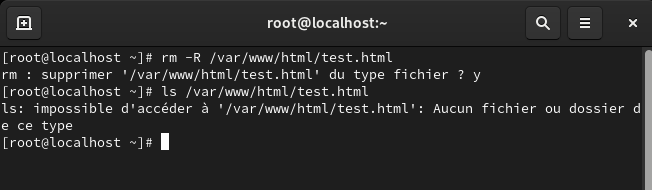 root@localhost:~
[root@localhost ~]# rm -R /var/www/html/test.html
rm : supprimer '/var/www/html/test.html' du type fichier ? y
[root@localhost ~]# ls /var/www/html/test.html
ls: impossible d'accéder à '/var/www/html/test.html': Aucun fichier ou dossier d
e ce type
[root@localhost ~]#